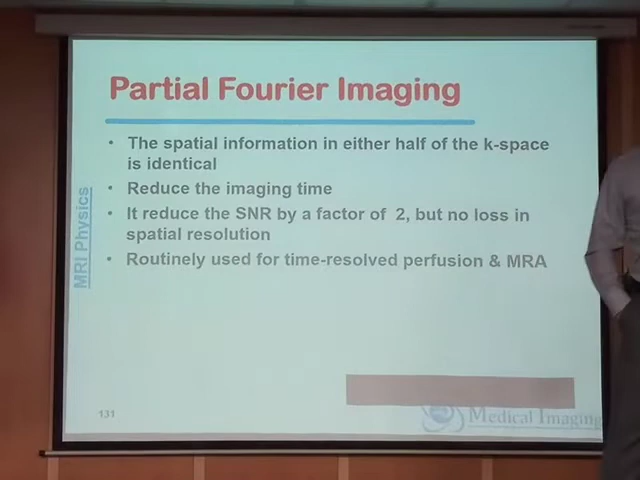 Partial Fourier Imaging
• The spatial information in either half of the k-space
is identical
• Reduce the imaging time
• It reduce the SNR by a factor of 2, but no loss in
spatial resolution
• Routinely used for time-resolved perfusion & MRA
MRI Physics
131
Medical Imaging